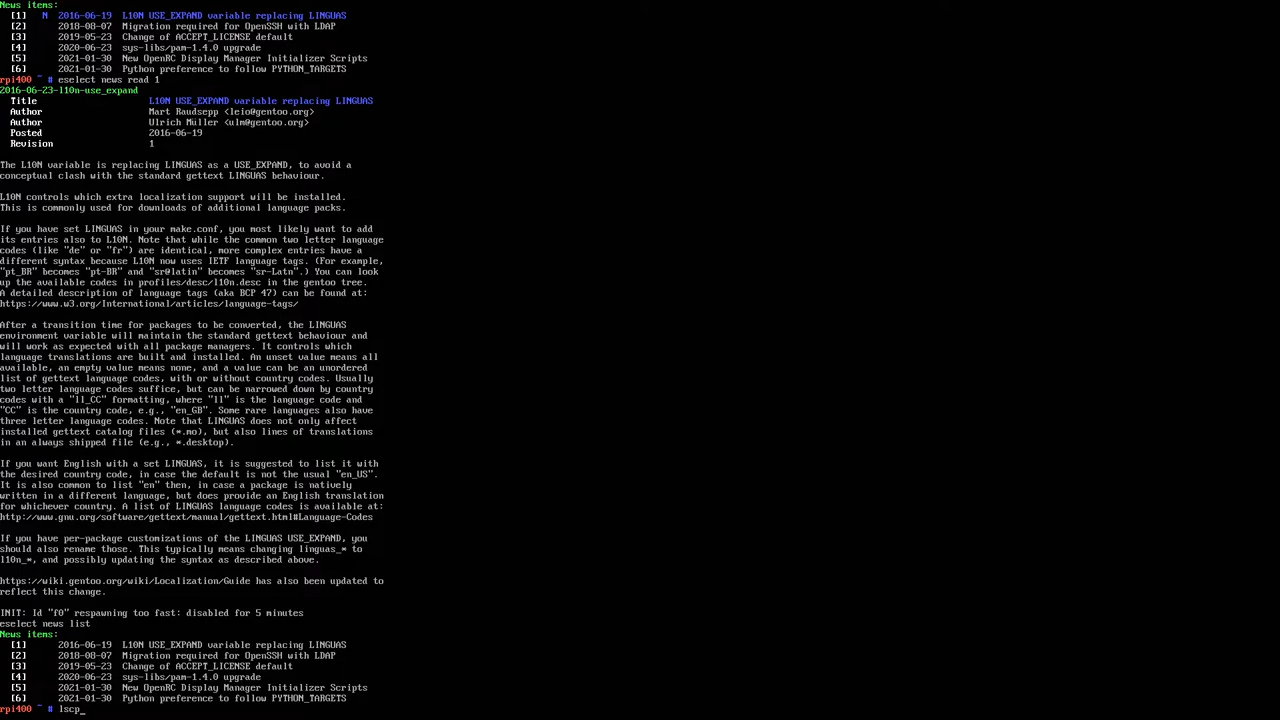 News items:
[1] N 2016-06-19 L10N USE_EXPAND variable replacing LINGUAS
[2] 2018-08-07 Migration required for OpenSSH with LDAP
[3] 2019-05-23 Change of ACCEPT_LICENSE default
[4] 2020-06-23 sys-libs/pam-1.4.0 upgrade
[5] 2021-01-30 New OpenRC Display Manager Initializer Scripts
[6] 2021-01-30 Python preference to follow PYTHON_TARGETS
rpi400 ~ # eselect news read 1
2016-06-23-l10n-use_expand
Title L10N USE_EXPAND variable replacing LINGUAS
Author Mart Raudsepp <leio@gentoo.org>
Author Ulrich Müller <ulm@gentoo.org>
Posted 2016-06-19
Revision 1
The L10N variable is replacing LINGUAS as a USE_EXPAND, to avoid a
conceptual clash with the standard gettext LINGUAS behaviour.
L10N controls which extra localization support will be installed.
This is commonly used for downloads of additional language packs.
If you have set LINGUAS in your make.conf, you most likely want to add
its entries also to L10N. Note that while the common two letter language
codes (like "de" or "fr") are identical, more complex entries have a
different syntax because L10N now uses IETF language tags. (For example,
"pt_BR" becomes "pt-BR" and "sr@latin" becomes "sr-Latn".) You can look
up the available codes in profiles/desc/l10n.desc in the gentoo tree.
A detailed description of language tags (aka BCP 47) can be found at:
https://www.w3.org/International/articles/language-tags/
After a transition time for packages to be converted, the LINGUAS
environment variable will maintain the standard gettext behaviour and
will work as expected with all package managers. It controls which
language translations are built and installed. An unset value means all
available, an empty value means none, and a value can be an unordered
list of gettext language codes, with or without country codes. Usually
two letter language codes suffice, but can be narrowed down by country
codes with a "ll_CC" formatting, where "ll" is the language code and
"CC" is the country code, e.g., "en_GB". Some rare languages also have
three letter language codes. Note that LINGUAS does not only affect
installed gettext catalog files (*.mo), but also lines of translations
in an always shipped file (e.g., *.desktop).
If you want English with a set LINGUAS, it is suggested to list it with
the desired country code, in case the default is not the usual "en_US".
It is also common to list "en" then, in case a package is natively
written in a different language, but does provide an English translation
for whichever country. A list of LINGUAS language codes is available at:
http://www.gnu.org/software/gettext/manual/gettext.html#Language-Codes
If you have per-package customizations of the LINGUAS USE_EXPAND, you
should also rename those. This typically means changing linguas_* to
l10n_*, and possibly updating the syntax as described above.
https://wiki.gentoo.org/wiki/Localization/Guide has also been updated to
reflect this change.
INIT: Id "f0" respawning too fast: disabled for 5 minutes
eselect news list
News items:
[1] 2016-06-19 L10N USE_EXPAND variable replacing LINGUAS
[2] 2018-08-07 Migration required for OpenSSH with LDAP
[3] 2019-05-23 Change of ACCEPT_LICENSE default
[4] 2020-06-23 sys-libs/pam-1.4.0 upgrade
[5] 2021-01-30 New OpenRC Display Manager Initializer Scripts
[6] 2021-01-30 Python preference to follow PYTHON_TARGETS
rpi400 ~ # lscp_